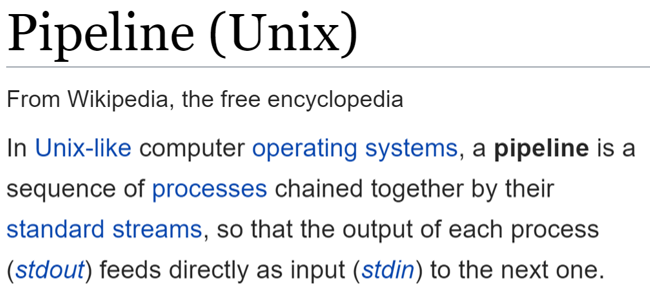 Pipeline (Unix)
From Wikipedia, the free encyclopedia
In Unix-like computer operating systems, a pipeline is a
sequence of processes chained together by their
standard streams, so that the output of each process
(stdout) feeds directly as input (stdin) to the next one.